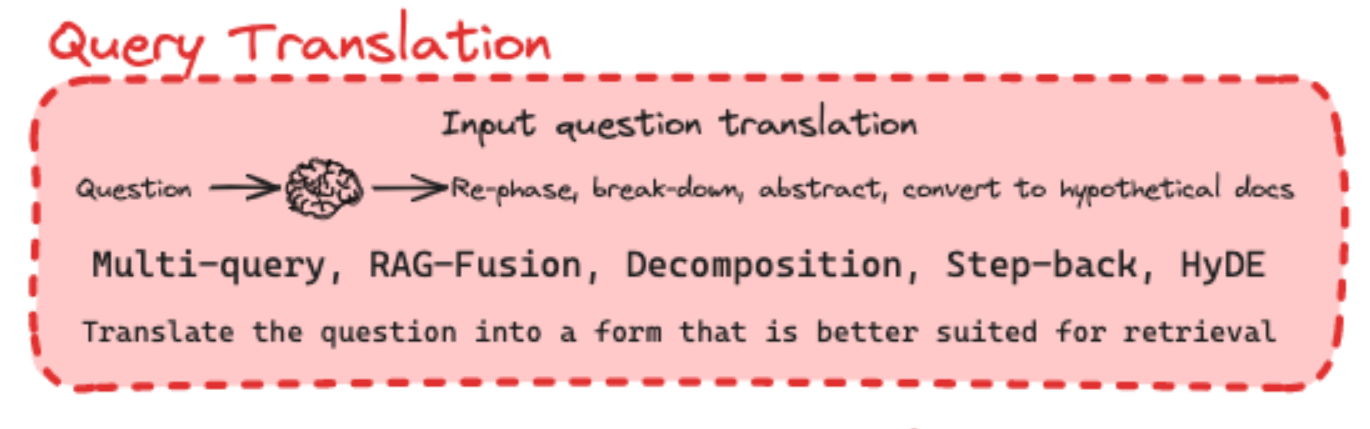 Query Translation
Input question translation
Question Re-phase, break-down, abstract, convert to hypothetical docs
Multi-query, RAG-Fusion, Decomposition, Step-back, HyDE
Translate the question into a form that is better suited for retrieval